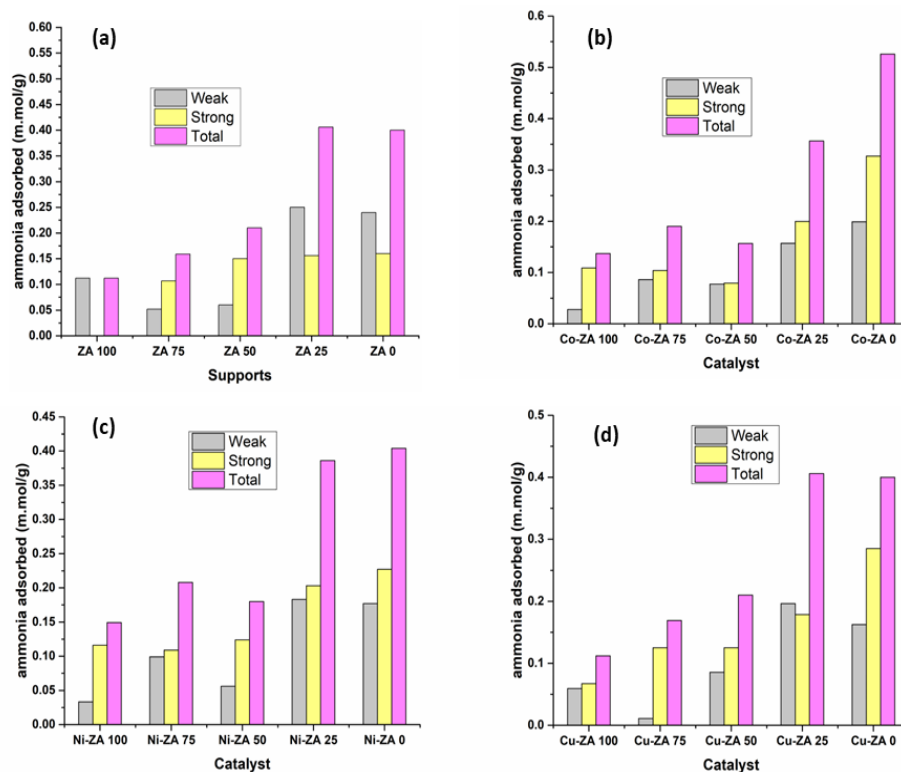 (a)
ammonia adsorbed (m.mol/g)
0.60
0.55
0.50
0.45
0.40
0.35
0.30
0.25
0.20
0.15
0.10
0.05
0.00
Weak
Strong
Total
ZA 100 ZA 75 ZA 50 ZA 25 ZA 0
Supports
(b)
ammonia adsorbed (m.mol/g)
0.6
0.5
0.4
0.3
0.2
0.1
0.0
Weak
Strong
Total
Co-ZA 100 Co-ZA 75 Co-ZA 50 Co-ZA 25 Co-ZA 0
Catalyst
(c)
ammonia adsorbed (m.mol/g)
0.45
0.40
0.35
0.30
0.25
0.20
0.15
0.10
0.05
0.00
Weak
Strong
Total
Ni-ZA 100 Ni-ZA 75 Ni-ZA 50 Ni-ZA 25 Ni-ZA 0
Catalyst
(d)
ammonia adsorbed (m.mol/g)
0.5
0.4
0.3
0.2
0.1
0.0
Weak
Strong
Total
Cu-ZA 100 Cu-ZA 75 Cu-ZA 50 Cu-ZA 25 Cu-ZA 0
Catalyst